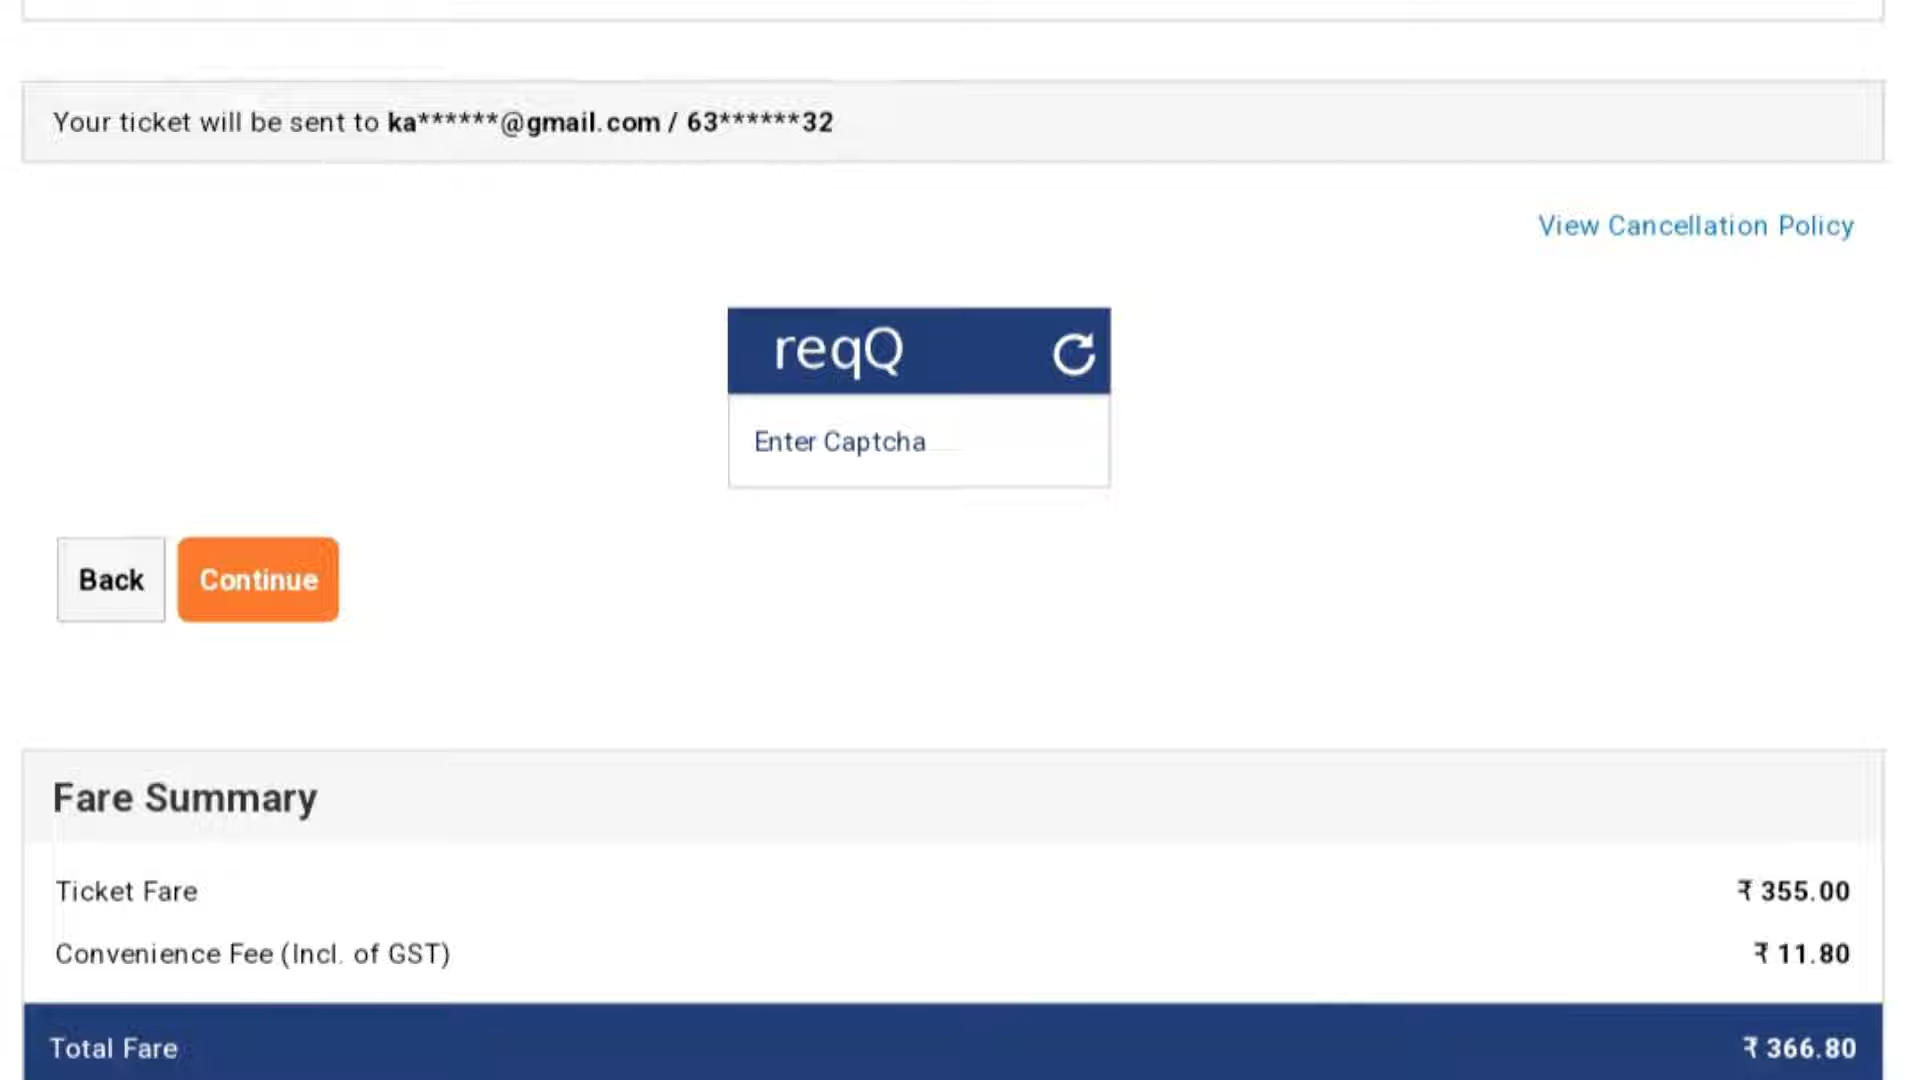 Your ticket will be sent to ka******@gmail.com / 63******32
View Cancellation Policy
reqQ
Enter Captcha
Back Continue
Fare Summary
Ticket Fare ₹ 355.00
Convenience Fee (Incl. of GST) ₹ 11.80
Total Fare ₹ 366.80